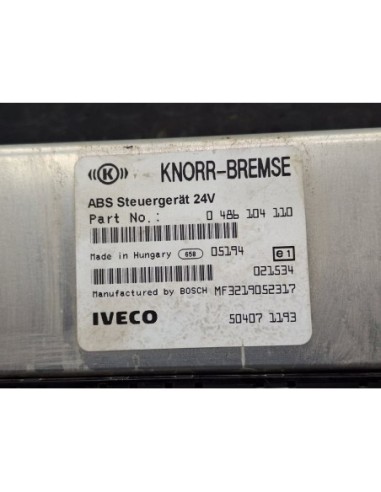 K KNORR-BREMSE
ABS Steuergerät 24V
Part No.: 0 486 104 110
Made in Hungary 658 05194 e1
021534
Manufactured by BOSCH MF3219052317
IVECO 50407 1193